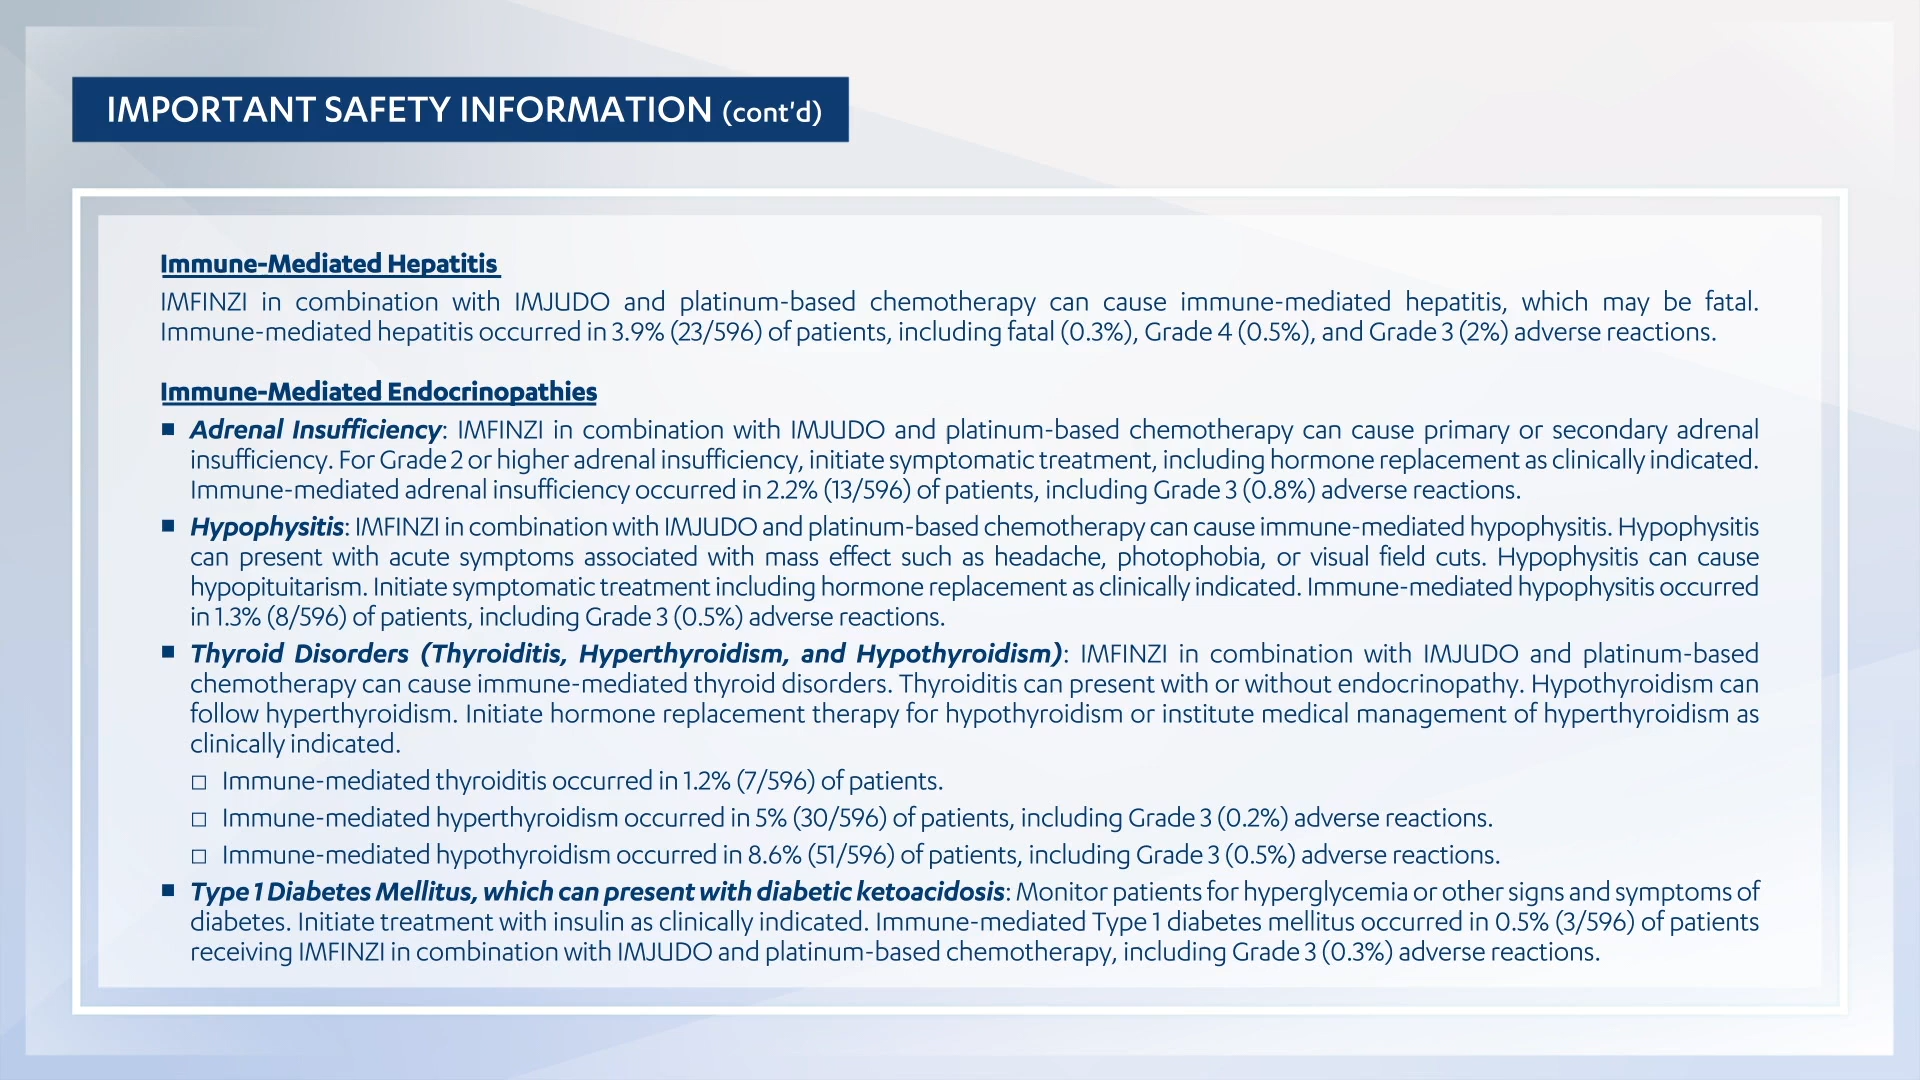 IMPORTANT SAFETY INFORMATION (cont'd)
Immune-Mediated Hepatitis
IMFINZI in combination with IMJUDO and platinum-based chemotherapy can cause immune-mediated hepatitis, which may be fatal.
Immune-mediated hepatitis occurred in 3.9% (23/596) of patients, including fatal (0.3%), Grade 4 (0.5%), and Grade 3 (2%) adverse reactions.
Immune-Mediated Endocrinopathies
■ Adrenal Insufficiency: IMFINZI in combination with IMJUDO and platinum-based chemotherapy can cause primary or secondary adrenal
insufficiency. For Grade 2 or higher adrenal insufficiency, initiate symptomatic treatment, including hormone replacement as clinically indicated.
Immune-mediated adrenal insufficiency occurred in 2.2% (13/596) of patients, including Grade 3 (0.8%) adverse reactions.
■ Hypophysitis: IMFINZI in combination with IMJUDO and platinum-based chemotherapy can cause immune-mediated hypophysitis. Hypophysitis
can present with acute symptoms associated with mass effect such as headache, photophobia, or visual field cuts. Hypophysitis can cause
hypopituitarism. Initiate symptomatic treatment including hormone replacement as clinically indicated. Immune-mediated hypophysitis occurred
in 1.3% (8/596) of patients, including Grade 3 (0.5%) adverse reactions.
■ Thyroid Disorders (Thyroiditis, Hyperthyroidism, and Hypothyroidism): IMFINZI in combination with IMJUDO and platinum-based
chemotherapy can cause immune-mediated thyroid disorders. Thyroiditis can present with or without endocrinopathy. Hypothyroidism can
follow hyperthyroidism. Initiate hormone replacement therapy for hypothyroidism or institute medical management of hyperthyroidism as
clinically indicated.
□ Immune-mediated thyroiditis occurred in 1.2% (7/596) of patients.
□ Immune-mediated hyperthyroidism occurred in 5% (30/596) of patients, including Grade 3 (0.2%) adverse reactions.
□ Immune-mediated hypothyroidism occurred in 8.6% (51/596) of patients, including Grade 3 (0.5%) adverse reactions.
■ Type 1 Diabetes Mellitus, which can present with diabetic ketoacidosis: Monitor patients for hyperglycemia or other signs and symptoms of
diabetes. Initiate treatment with insulin as clinically indicated. Immune-mediated Type 1 diabetes mellitus occurred in 0.5% (3/596) of patients
receiving IMFINZI in combination with IMJUDO and platinum-based chemotherapy, including Grade 3 (0.3%) adverse reactions.